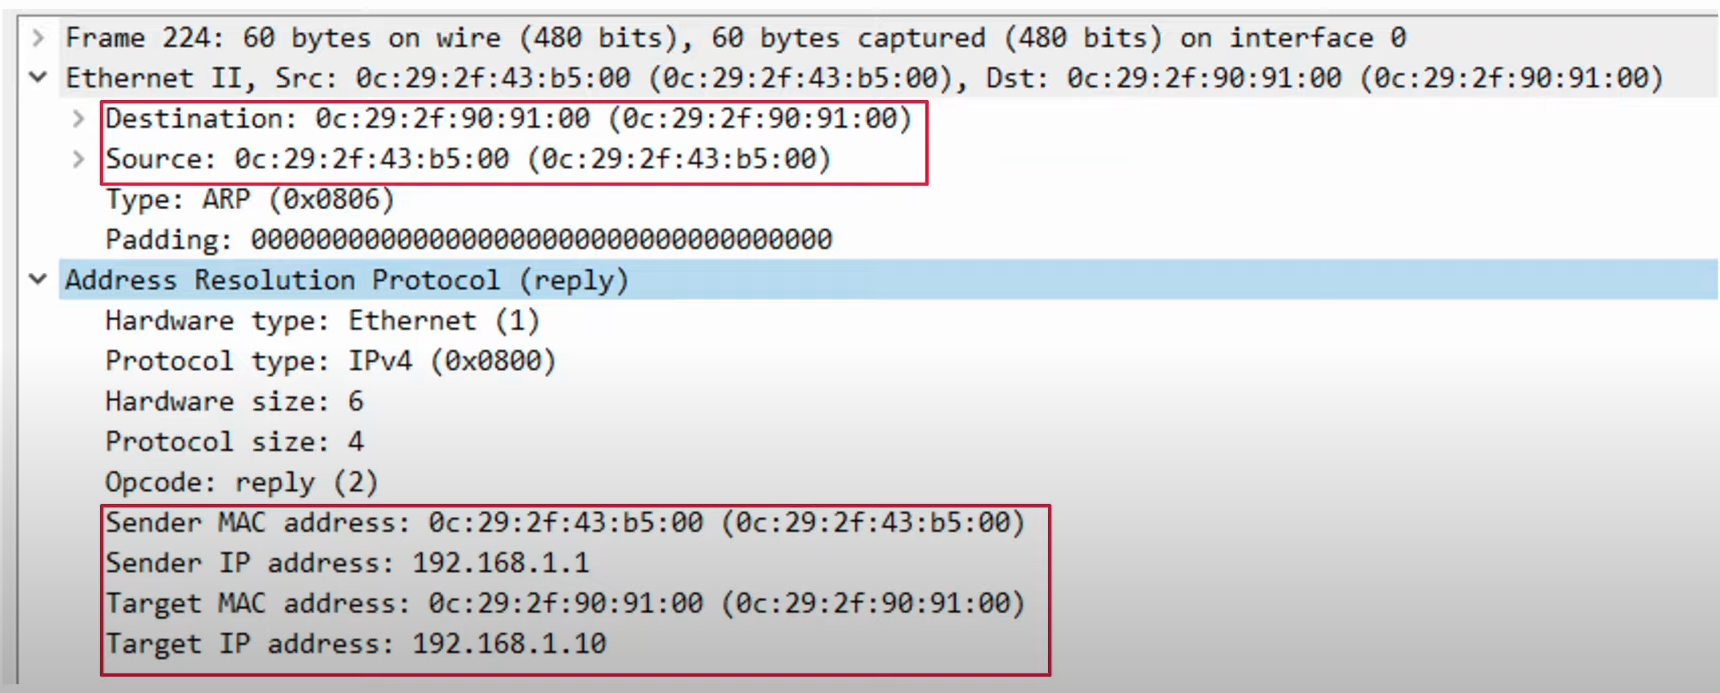 Frame 224: 60 bytes on wire (480 bits), 60 bytes captured (480 bits) on interface 0
Ethernet II, Src: 0c:29:2f:43:b5:00 (0c:29:2f:43:b5:00), Dst: 0c:29:2f:90:91:00 (0c:29:2f:90:91:00)
Destination: 0c:29:2f:90:91:00 (0c:29:2f:90:91:00)
Source: 0c:29:2f:43:b5:00 (0c:29:2f:43:b5:00)
Type: ARP (0x0806)
Padding: 000000000000000000000000000000000000
Address Resolution Protocol (reply)
Hardware type: Ethernet (1)
Protocol type: IPv4 (0x0800)
Hardware size: 6
Protocol size: 4
Opcode: reply (2)
Sender MAC address: 0c:29:2f:43:b5:00 (0c:29:2f:43:b5:00)
Sender IP address: 192.168.1.1
Target MAC address: 0c:29:2f:90:91:00 (0c:29:2f:90:91:00)
Target IP address: 192.168.1.10